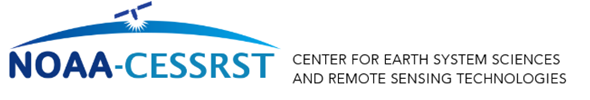 NOAA-CESSRST
CENTER FOR EARTH SYSTEM SCIENCES
AND REMOTE SENSING TECHNOLOGIES